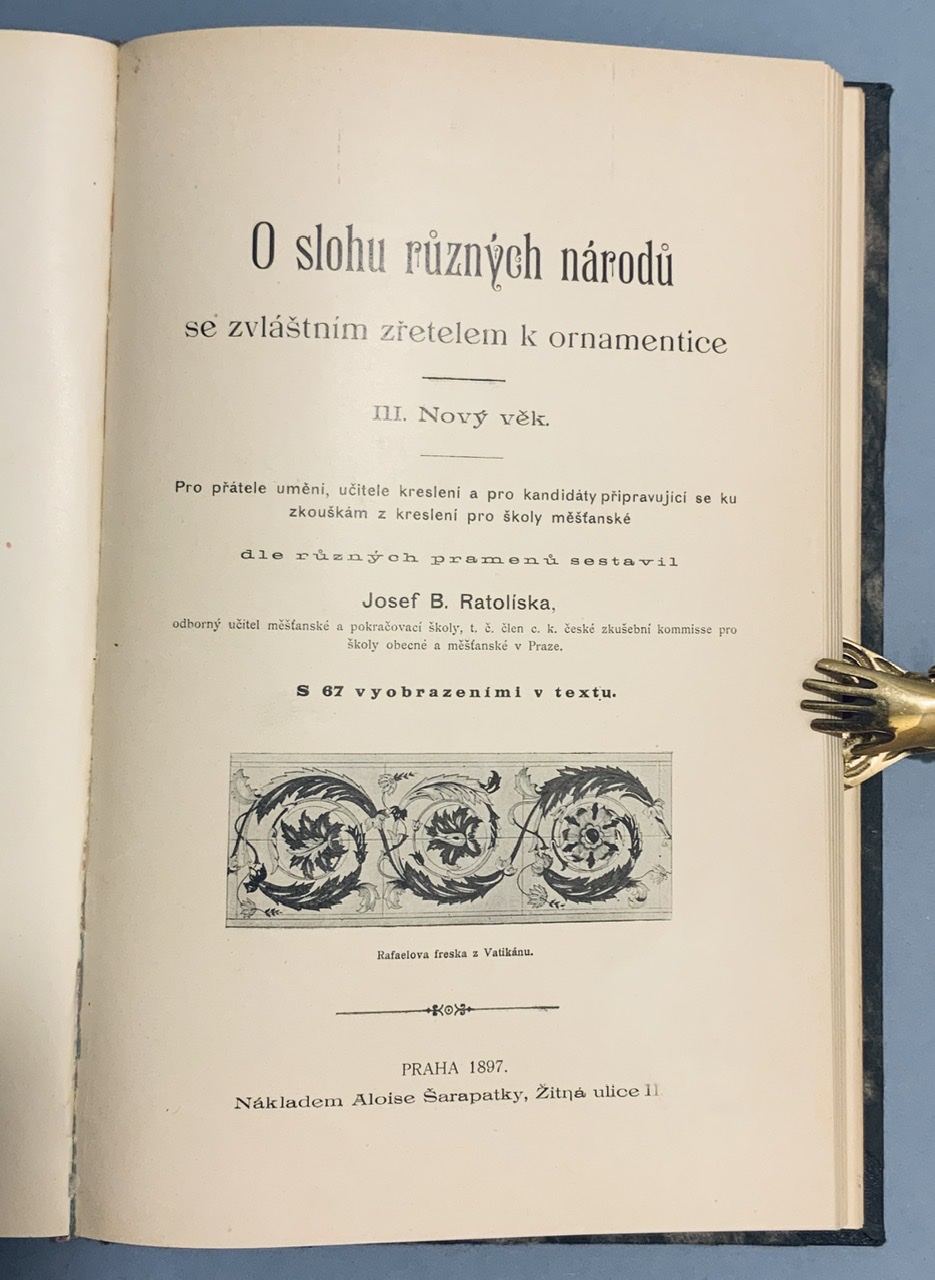 O slohu různých národů
se zvláštním zřetelem k ornamentice
III. Nový věk.
Pro přátele umění, učitele kreslení a pro kandidáty připravující se ku
zkouškám z kreslení pro školy měšťanské
dle různých pramenů sestavil
Josef B. Ratolíska,
odborný učitel měšťanské a pokračovací školy, t. č. člen c. k. české zkušební kommisse pro
školy obecné a měšťanské v Praze.
S 67 vyobrazeními v textu.
Rafaelova freska z Vatikánu.
PRAHA 1897.
Nákladem Aloise Šarapatky, Žitná ulice